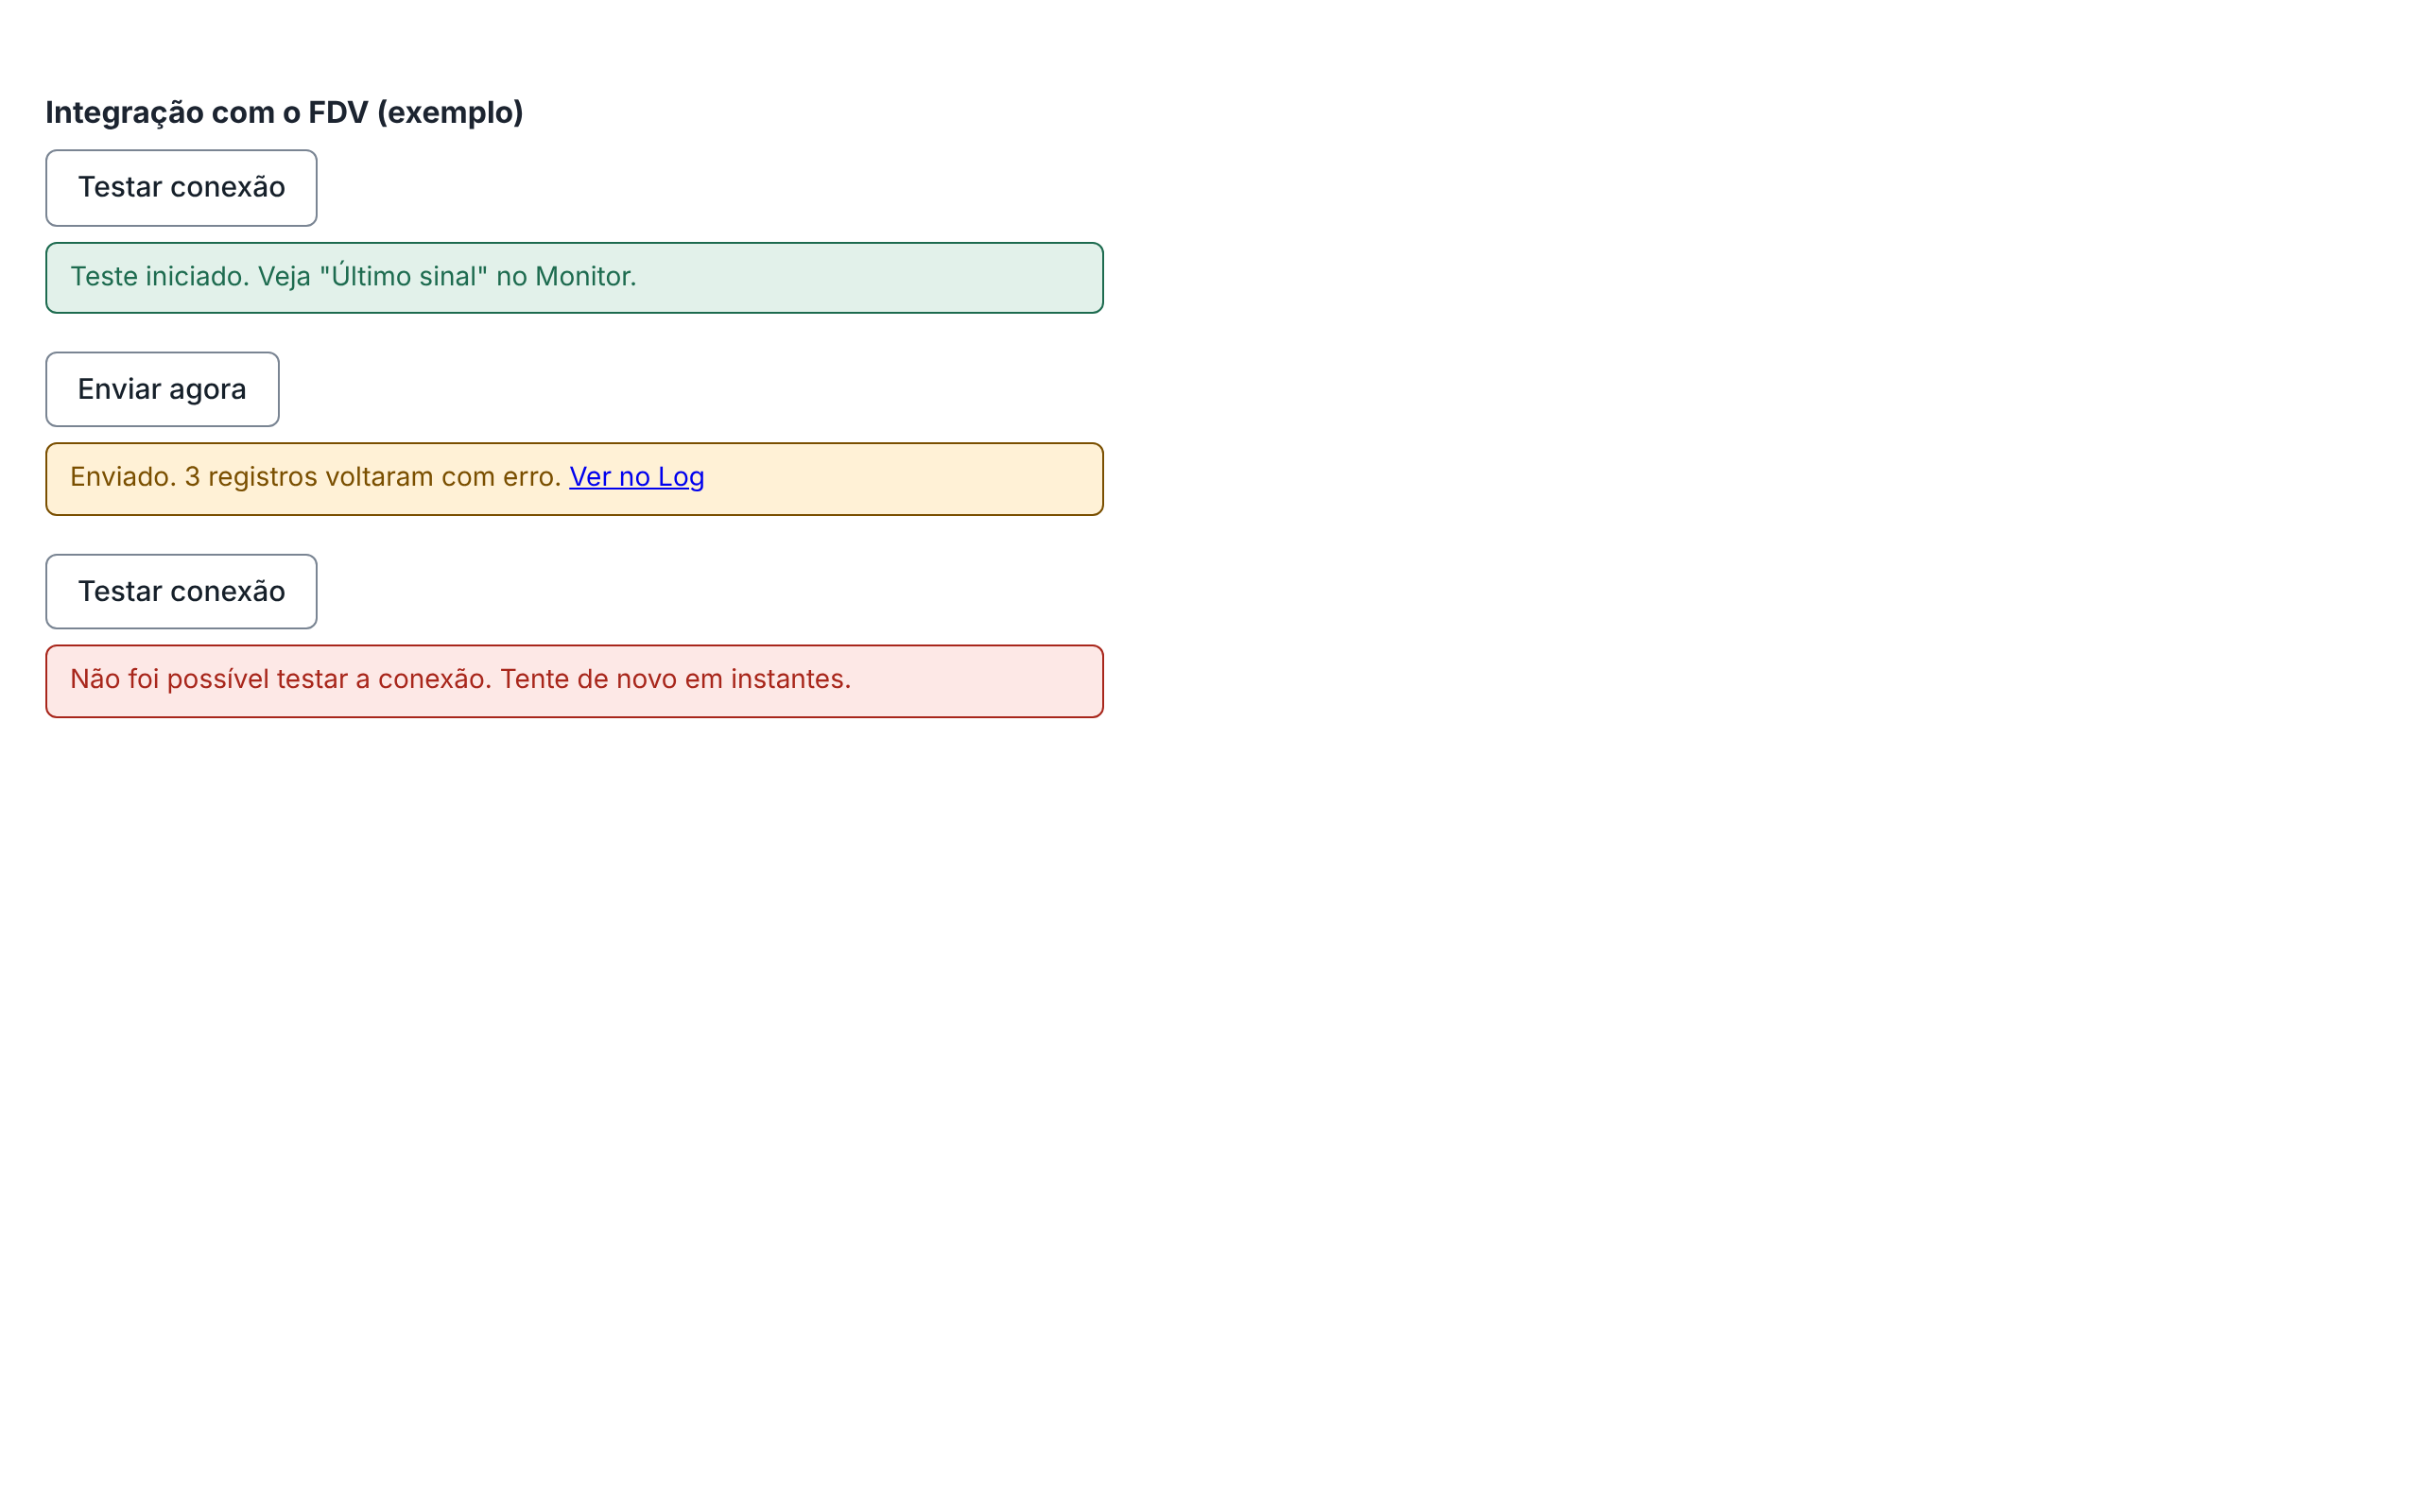 Integração com o FDV (exemplo)
Testar conexão
Teste iniciado. Veja "Último sinal" no Monitor.
Enviar agora
Enviado. 3 registros voltaram com erro. Ver no Log
Testar conexão
Não foi possível testar a conexão. Tente de novo em instantes.